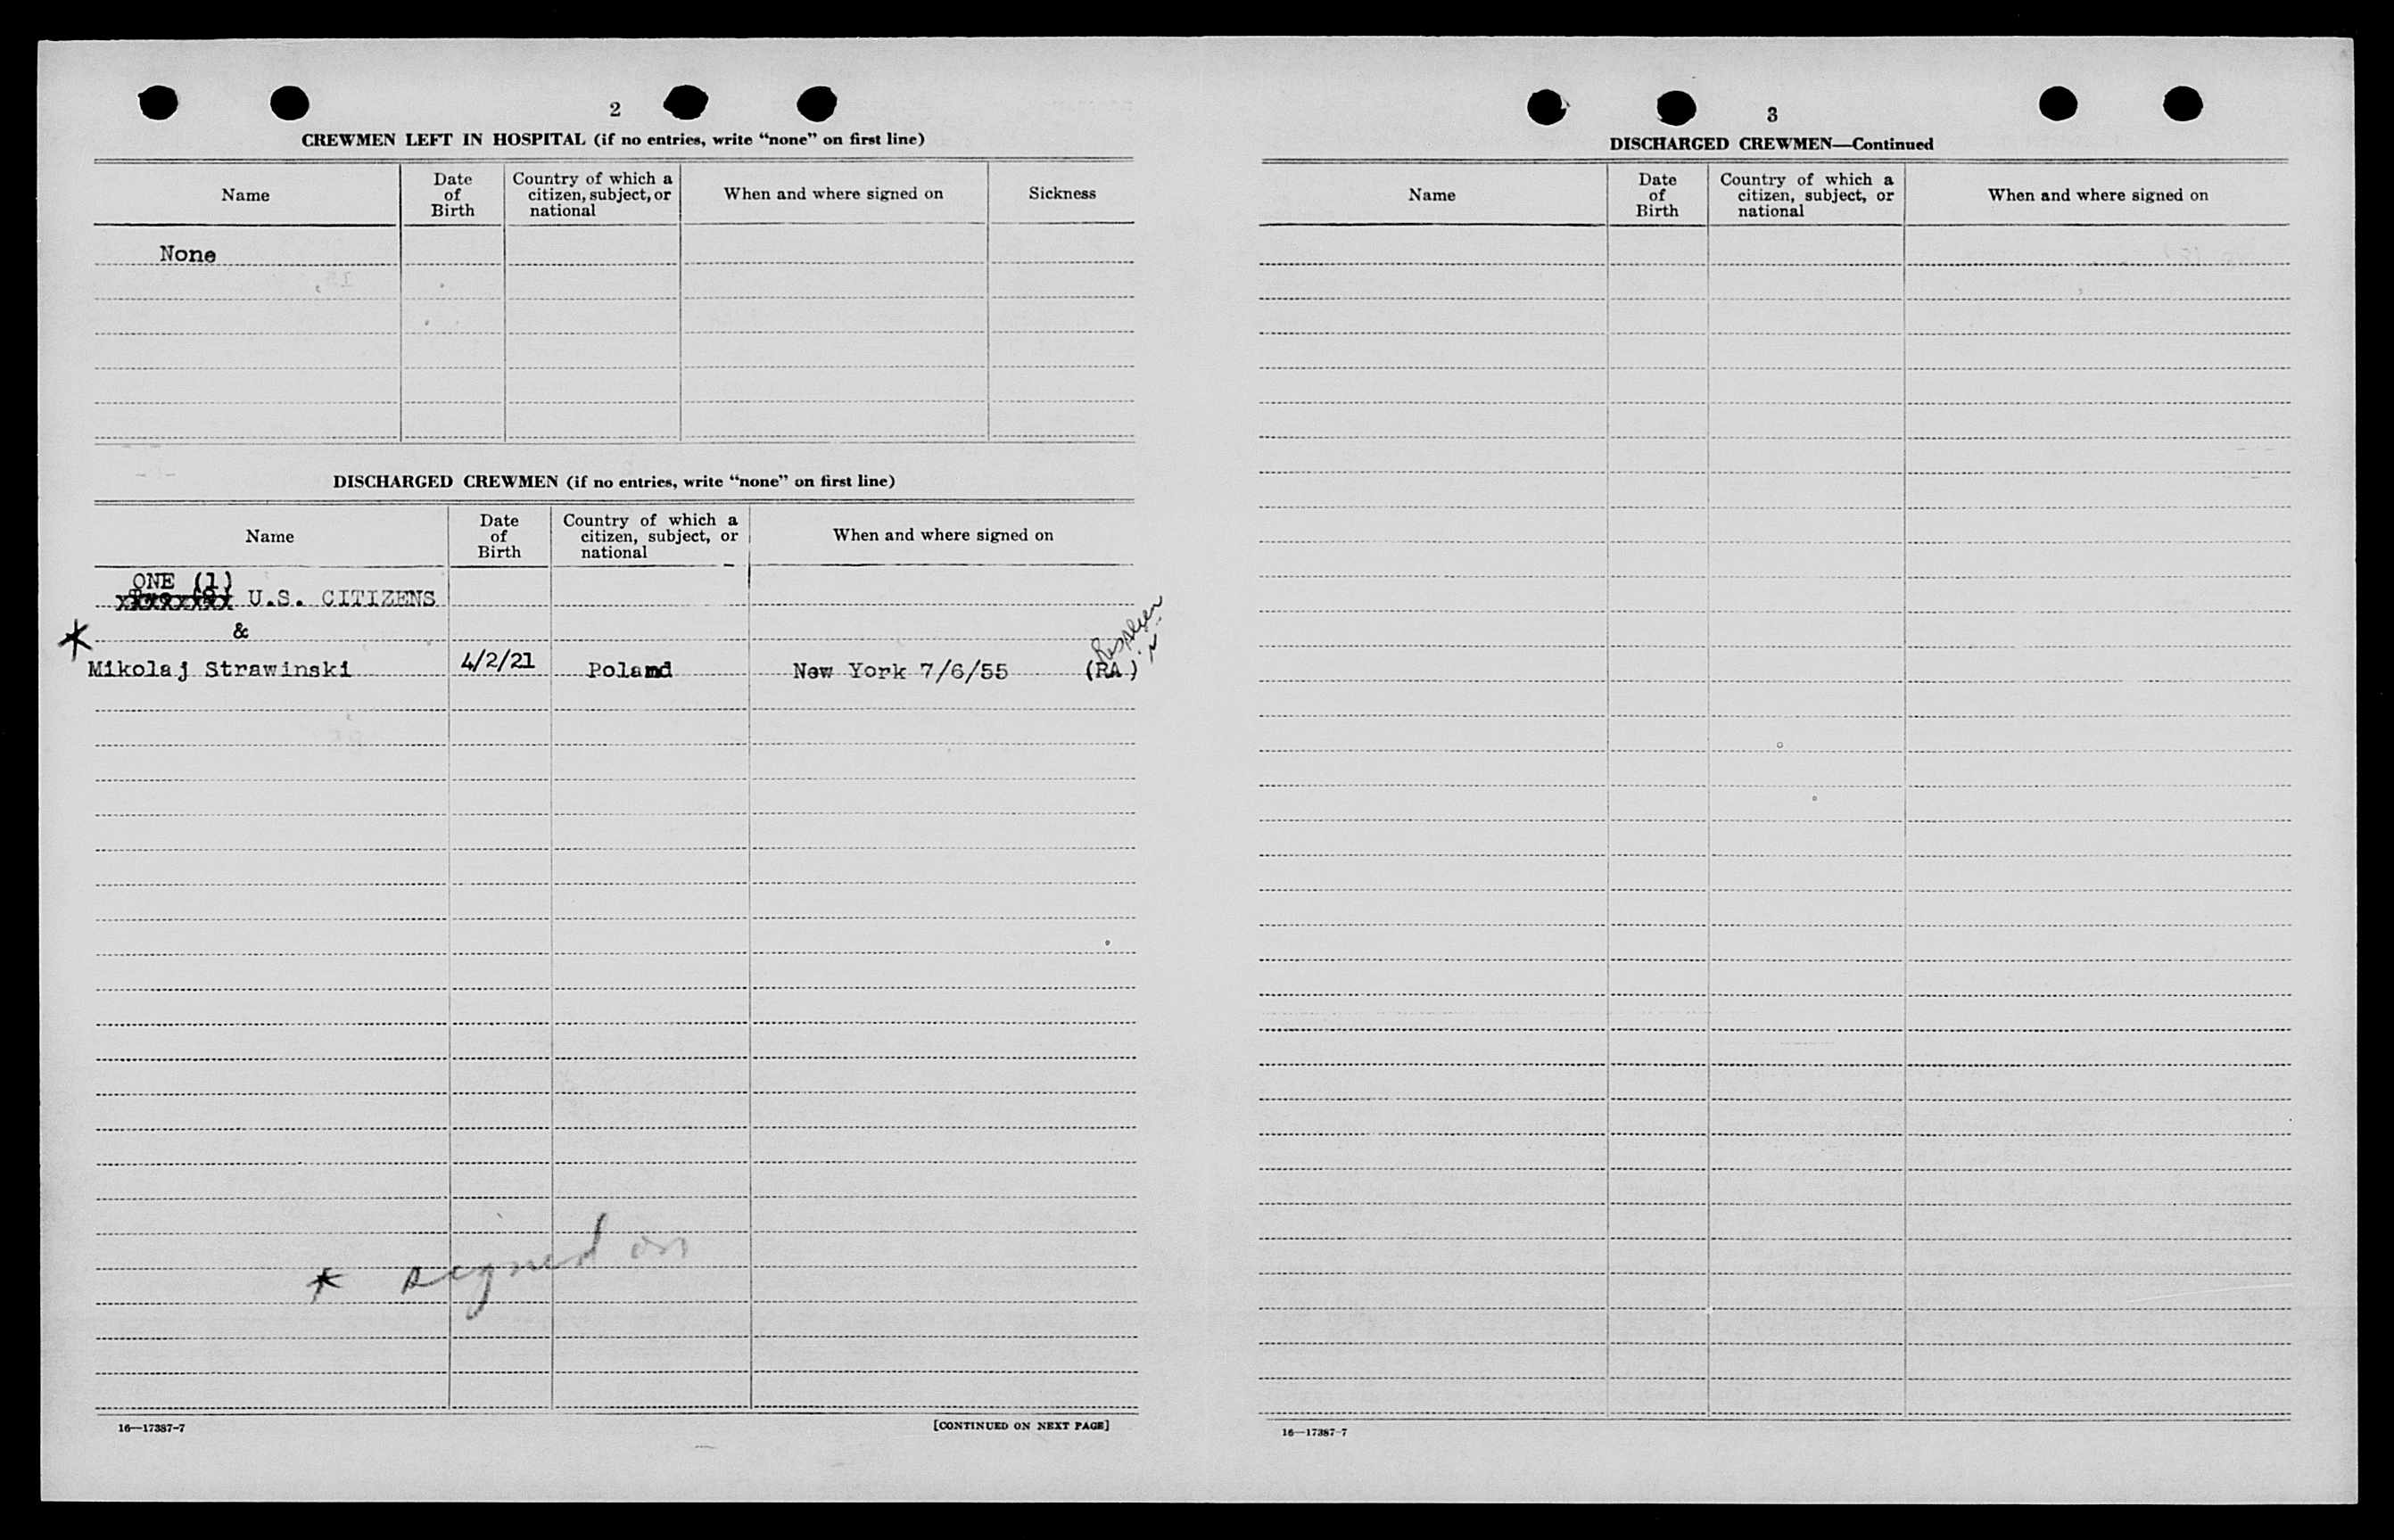 2
CREWMEN LEFT IN HOSPITAL (if no entries, write “none” on first line)
Name
Date of Birth
Country of which a citizen, subject, or national
When and where signed on
Sickness
None
DISCHARGED CREWMEN (if no entries, write “none” on first line)
Name
Date of Birth
Country of which a citizen, subject, or national
When and where signed on
ONE (1)
Two (2) U.S. CITIZENS
&
* Mikolaj Strawinski 4/2/21 Poland New York 7/6/55 (RA)
* signed on
16—17387-7
[CONTINUED ON NEXT PAGE]
3
DISCHARGED CREWMEN—Continued
Name
Date of Birth
Country of which a citizen, subject, or national
When and where signed on
16—17387-7